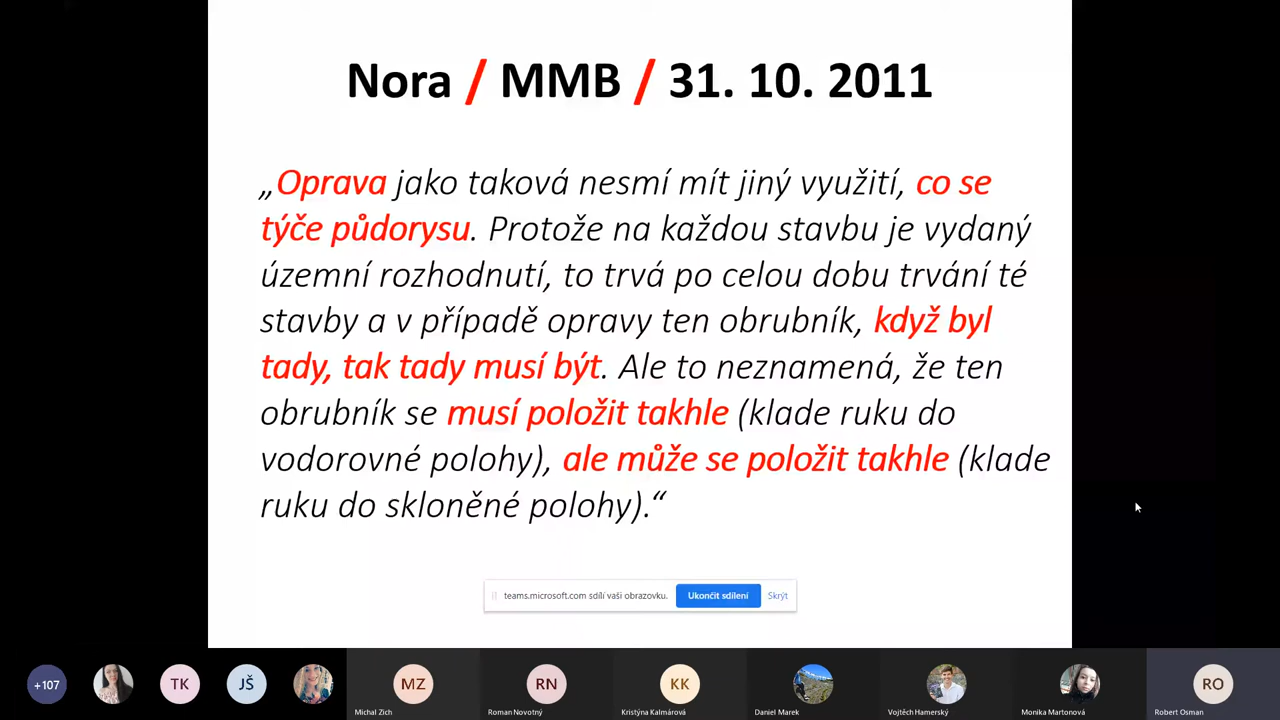 Nora / MMB / 31. 10. 2011
„Oprava jako taková nesmí mít jiný využití, co se
týče půdorysu. Protože na každou stavbu je vydaný
územní rozhodnutí, to trvá po celou dobu trvání té
stavby a v případě opravy ten obrubník, když byl
tady, tak tady musí být. Ale to neznamená, že ten
obrubník se musí položit takhle (klade ruku do
vodorovné polohy), ale může se položit takhle (klade
ruku do skloněné polohy).“
teams.microsoft.com sdílí vaši obrazovku. Ukončit sdílení Skrýt
+107 TK JŠ MZ RN KK RO
Michal Zich Roman Novotný Kristýna Kalmárová Daniel Marek Vojtěch Hamerský Monika Martonová Robert Osman